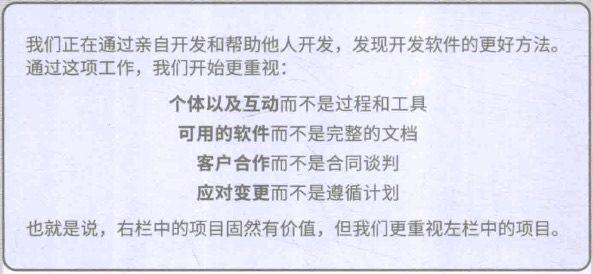 我们正在通过亲自开发和帮助他人开发，发现开发软件的更好方法。
通过这项工作，我们开始更重视：
个体以及互动而不是过程和工具
可用的软件而不是完整的文档
客户合作而不是合同谈判
应对变更而不是遵循计划
也就是说，右栏中的项目固然有价值，但我们更重视左栏中的项目。